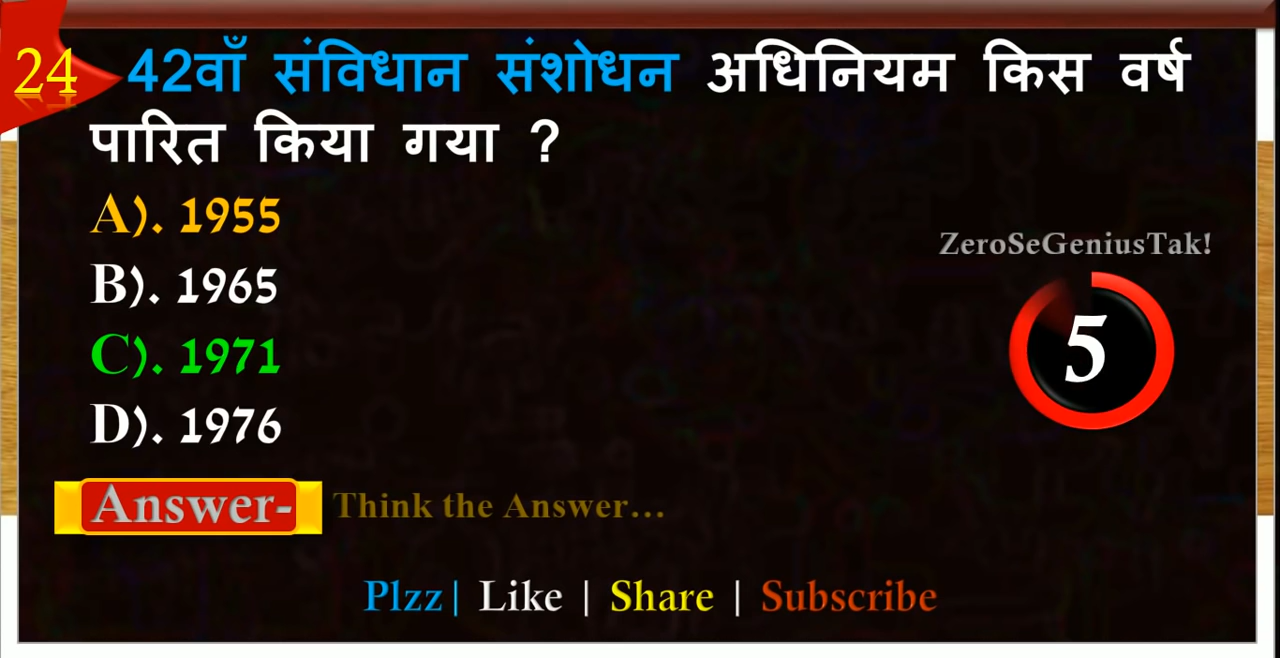 24
42वाँ संविधान संशोधन अधिनियम किस वर्ष
पारित किया गया ?
A). 1955
B). 1965
C). 1971
D). 1976
ZeroSeGeniusTak!
5
Answer- Think the Answer...
Plzz| Like | Share | Subscribe